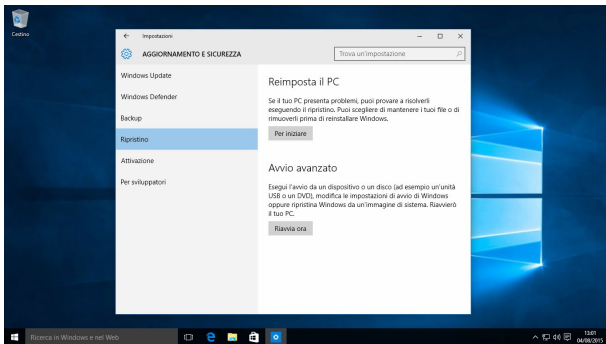 Cestino
Impostazioni
AGGIORNAMENTO E SICUREZZA
Trova un'impostazione
Windows Update
Windows Defender
Backup
Ripristino
Attivazione
Per sviluppatori
Reimposta il PC
Se il tuo PC presenta problemi, puoi provare a risolverli
eseguendo il ripristino. Puoi scegliere di mantenere i tuoi file o di
rimuoverli prima di reinstallare Windows.
Per iniziare
Avvio avanzato
Esegui l'avvio da un dispositivo o un disco (ad esempio un'unità
USB o un DVD), modifica le impostazioni di avvio di Windows
oppure ripristina Windows da un'immagine di sistema. Riavvierò
il tuo PC.
Riavvia ora
Ricerca in Windows e nel Web
13:01
04/08/2015